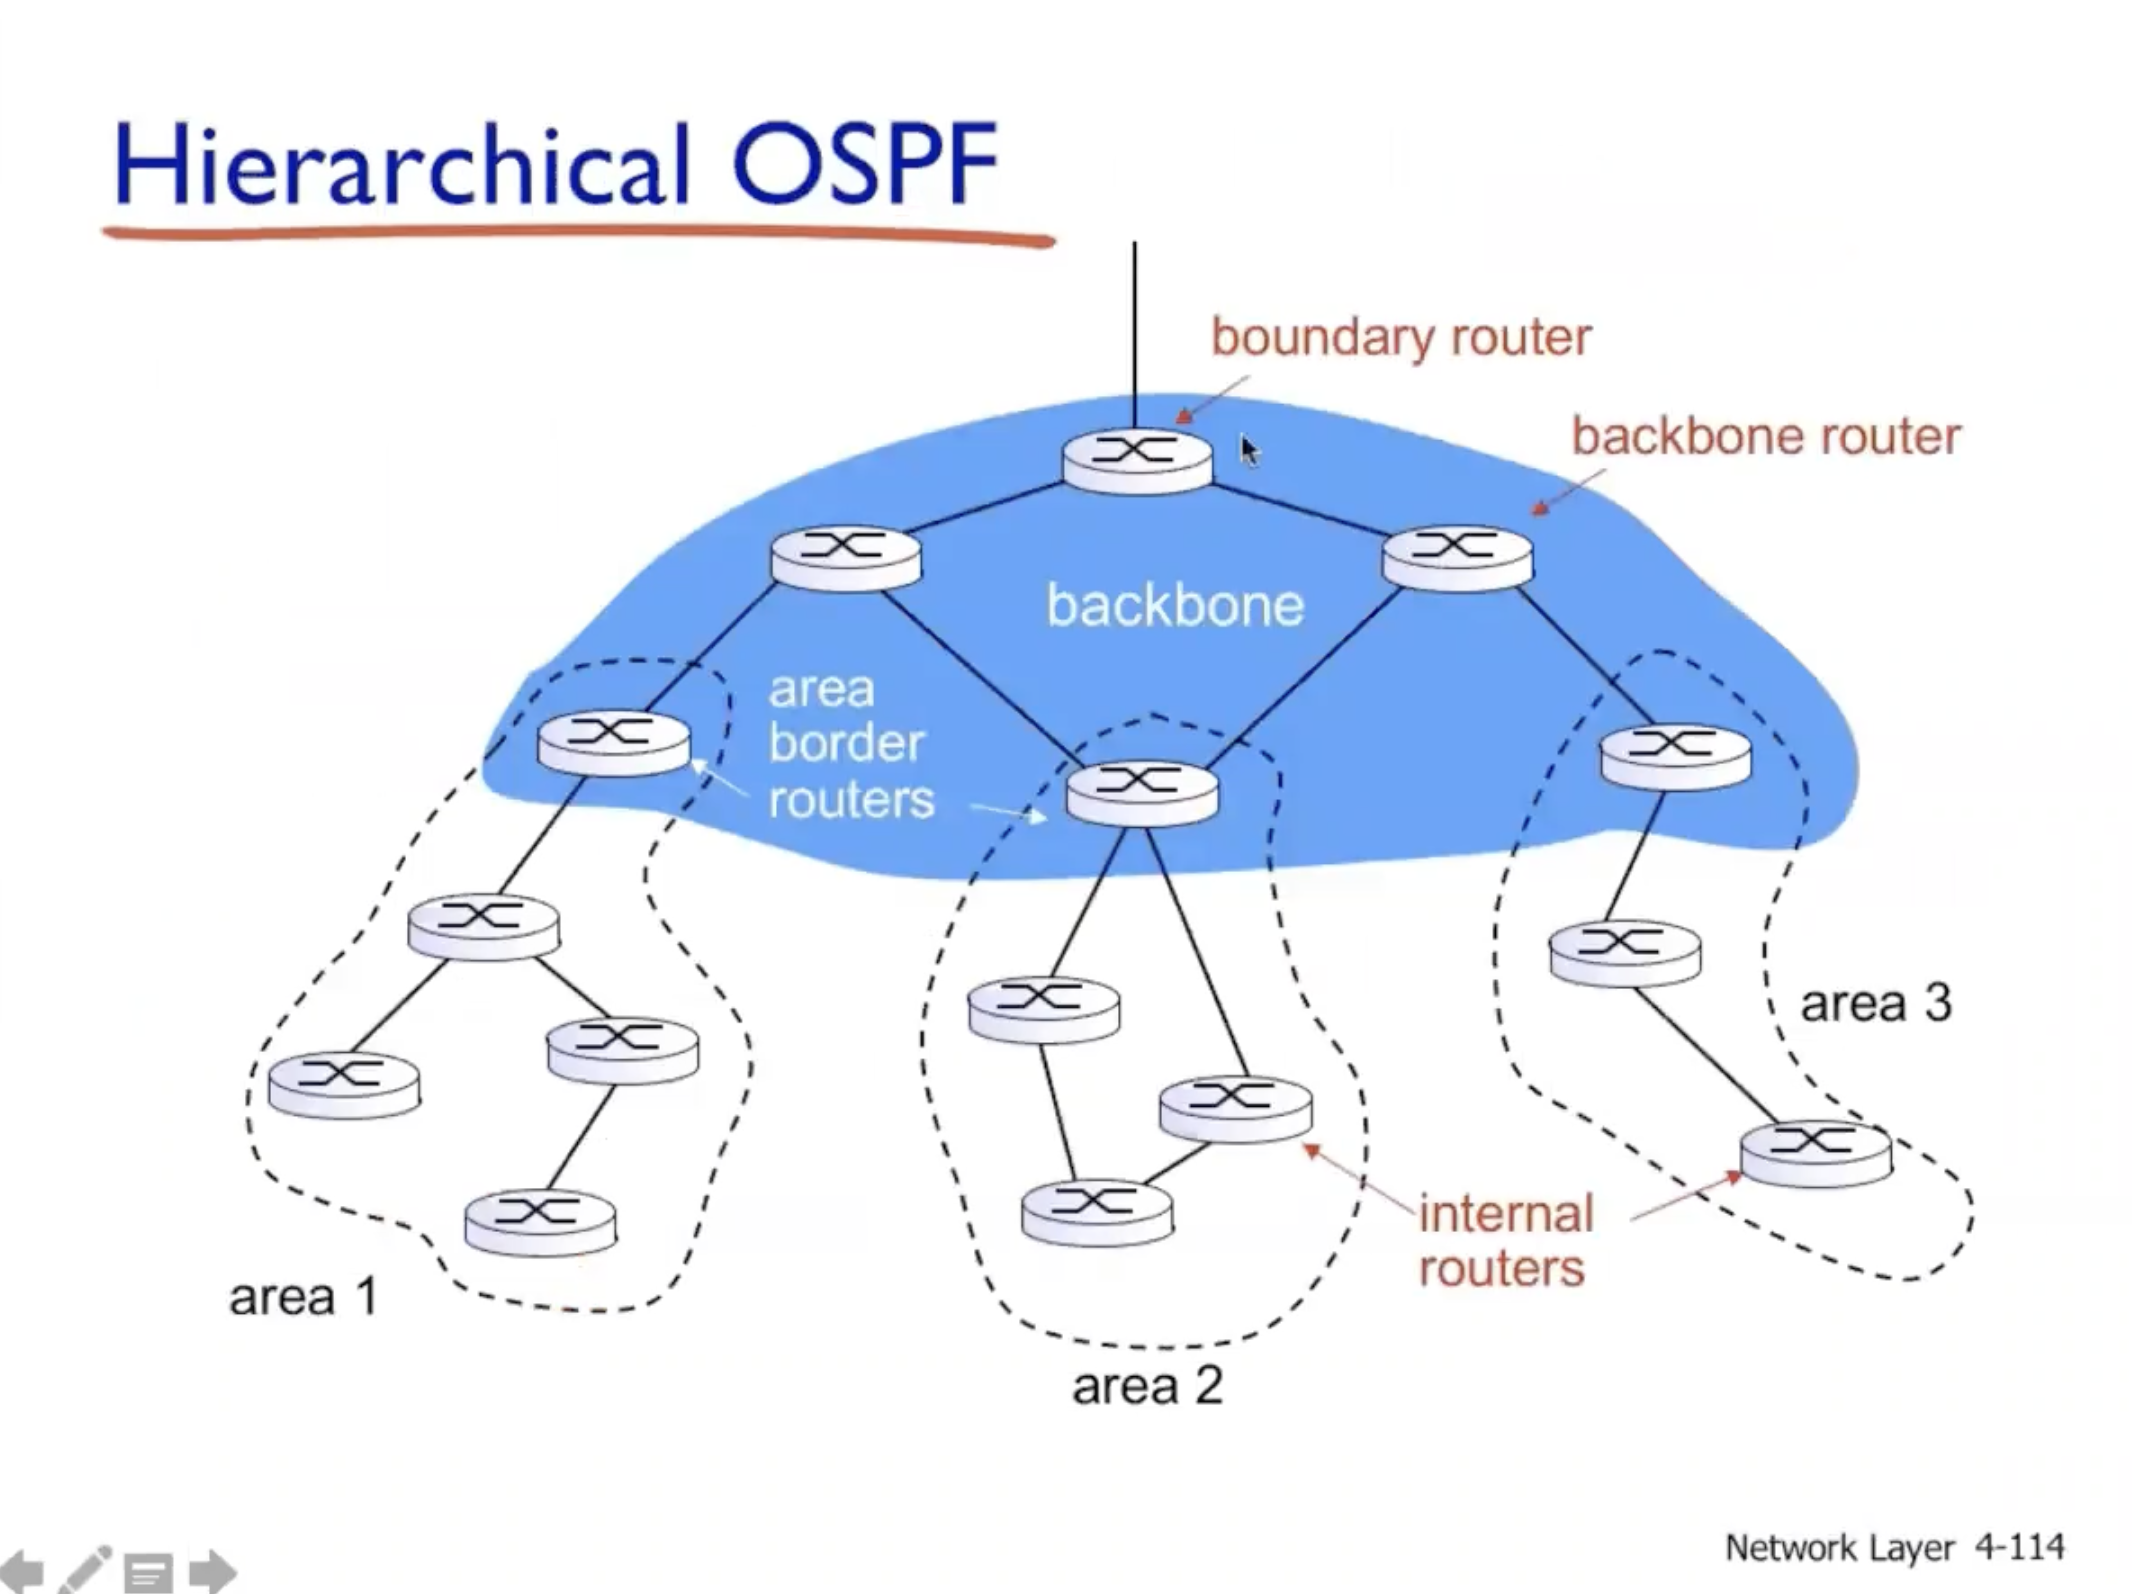 Hierarchical OSPF
boundary router
backbone router
backbone
area
border
routers
area 3
internal
routers
area 1
area 2
Network Layer 4-114